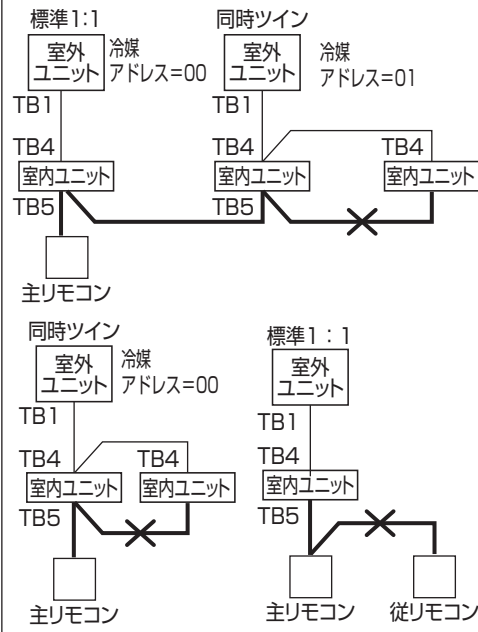 標準1:1
室外
ユニット
冷媒
アドレス=00
TB1
TB4
室内ユニット
TB5
主リモコン
同時ツイン
室外
ユニット
冷媒
アドレス=01
TB1
TB4
TB4
室内ユニット
室内ユニット
TB5
同時ツイン
室外
ユニット
冷媒
アドレス=00
TB1
TB4
TB4
室内ユニット
室内ユニット
TB5
主リモコン
標準1:1
室外
ユニット
TB1
TB4
室内ユニット
TB5
主リモコン
従リモコン